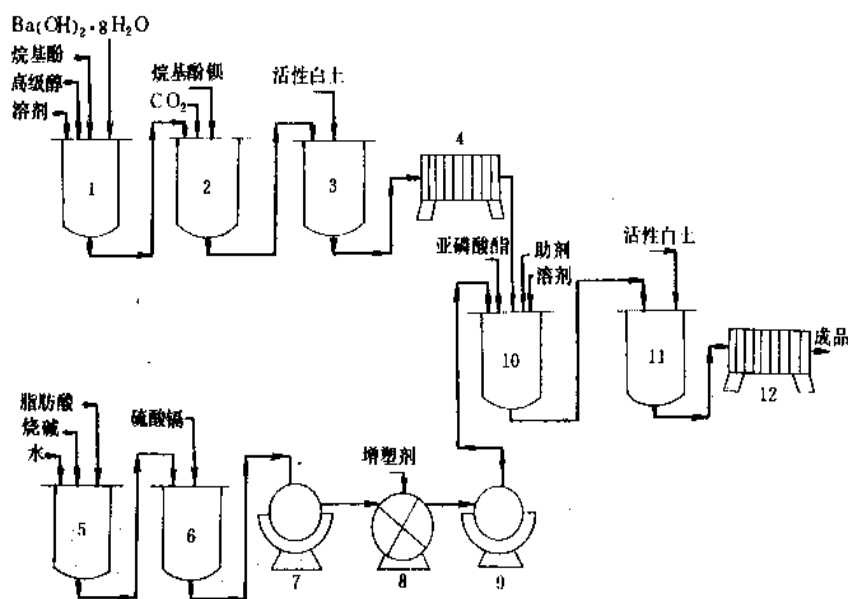 Ba(OH)₂·8H₂O
烷基酚
高级醇
溶剂
烷基酚钡
CO₂
活性白土
1
2
3
4
亚磷酸酯
助剂
溶剂
活性白土
10
11
成品
12
脂肪酸
烧碱
水
硫酸镉
增塑剂
5
6
7
8
9